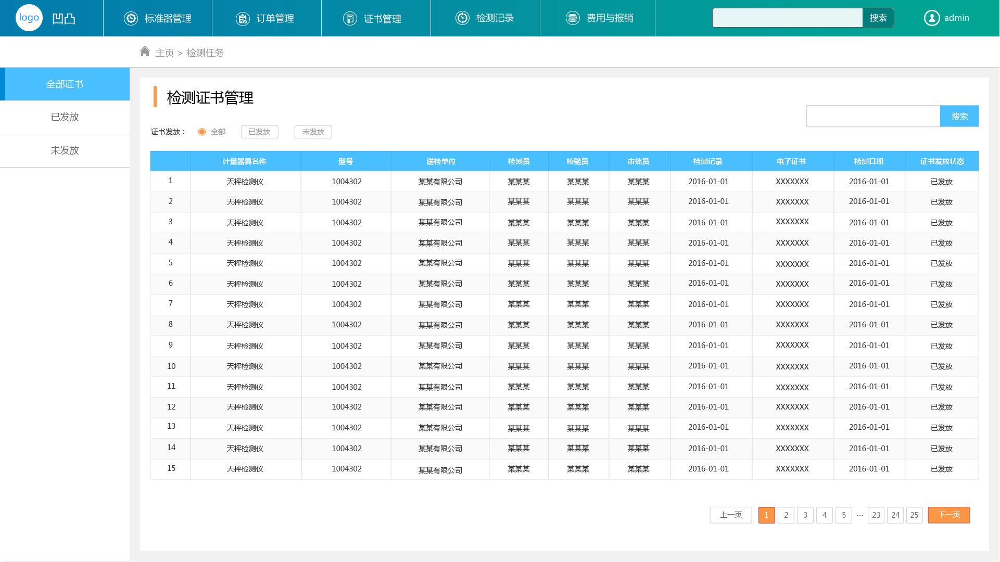 logo 凹凸 标准器管理 订单管理 证书管理 检测记录 费用与报销 搜索 admin
主页 > 检测任务
全部证书
已发放
未发放
检测证书管理
搜索
证书发放： 全部 已发放 未发放
计量器具名称 型号 送检单位 检测员 核验员 审批员 检测记录 电子证书 检测日期 证书发放状态
1 天枰检测仪 1004302 某某有限公司 某某某 某某某 某某某 2016-01-01 XXXXXXX 2016-01-01 已发放
2 天枰检测仪 1004302 某某有限公司 某某某 某某某 某某某 2016-01-01 XXXXXXX 2016-01-01 已发放
3 天枰检测仪 1004302 某某有限公司 某某某 某某某 某某某 2016-01-01 XXXXXXX 2016-01-01 已发放
4 天枰检测仪 1004302 某某有限公司 某某某 某某某 某某某 2016-01-01 XXXXXXX 2016-01-01 已发放
5 天枰检测仪 1004302 某某有限公司 某某某 某某某 某某某 2016-01-01 XXXXXXX 2016-01-01 已发放
6 天枰检测仪 1004302 某某有限公司 某某某 某某某 某某某 2016-01-01 XXXXXXX 2016-01-01 已发放
7 天枰检测仪 1004302 某某有限公司 某某某 某某某 某某某 2016-01-01 XXXXXXX 2016-01-01 已发放
8 天枰检测仪 1004302 某某有限公司 某某某 某某某 某某某 2016-01-01 XXXXXXX 2016-01-01 已发放
9 天枰检测仪 1004302 某某有限公司 某某某 某某某 某某某 2016-01-01 XXXXXXX 2016-01-01 已发放
10 天枰检测仪 1004302 某某有限公司 某某某 某某某 某某某 2016-01-01 XXXXXXX 2016-01-01 已发放
11 天枰检测仪 1004302 某某有限公司 某某某 某某某 某某某 2016-01-01 XXXXXXX 2016-01-01 已发放
12 天枰检测仪 1004302 某某有限公司 某某某 某某某 某某某 2016-01-01 XXXXXXX 2016-01-01 已发放
13 天枰检测仪 1004302 某某有限公司 某某某 某某某 某某某 2016-01-01 XXXXXXX 2016-01-01 已发放
14 天枰检测仪 1004302 某某有限公司 某某某 某某某 某某某 2016-01-01 XXXXXXX 2016-01-01 已发放
15 天枰检测仪 1004302 某某有限公司 某某某 某某某 某某某 2016-01-01 XXXXXXX 2016-01-01 已发放
上一页 1 2 3 4 5 ··· 23 24 25 下一页